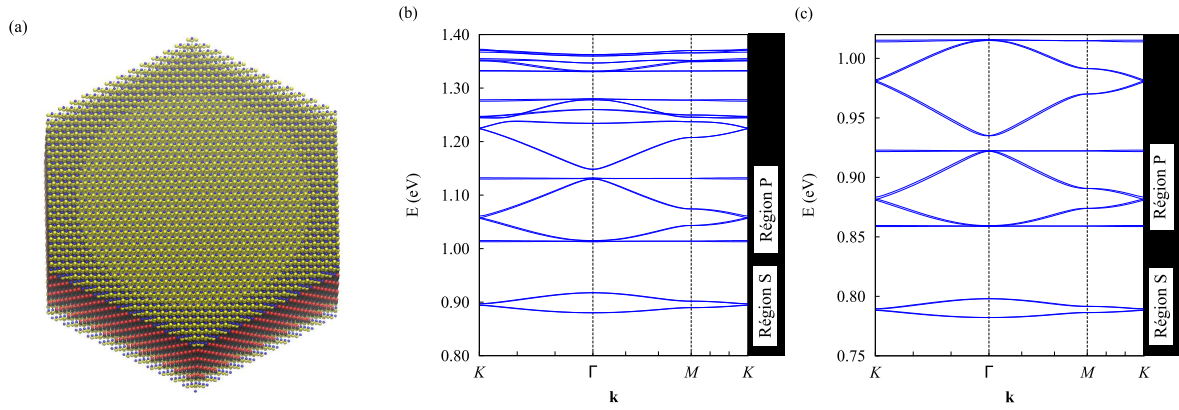 (a)
(b)
1.40
1.30
1.20
1.10
1.00
0.90
0.80
E (eV)
K
Γ
M
K
k
Région P
Région S
(c)
1.00
0.95
0.90
0.85
0.80
0.75
E (eV)
K
Γ
M
K
k
Région P
Région S